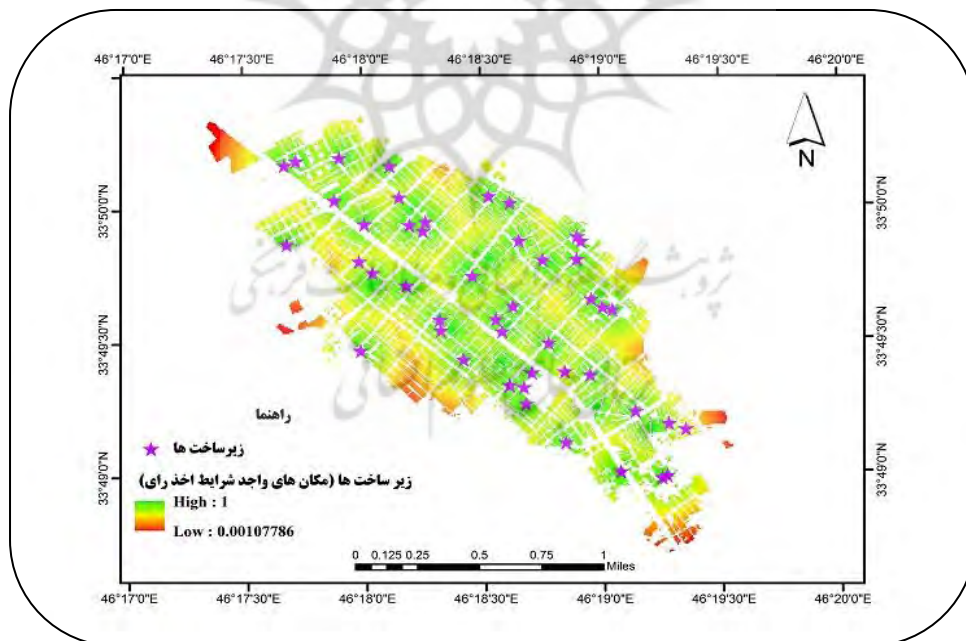 46°17'0"E 46°17'30"E 46°18'0"E 46°18'30"E 46°19'0"E 46°19'30"E 46°20'0"E
N
33°50'0"N 33°50'0"N
33°49'30"N 33°49'30"N
33°49'0"N 33°49'0"N
راهنما
زیرساخت ها
زیر ساخت ها (مکان های واجد شرایط اخذ رای)
High : 1
Low : 0.00107786
0 0.125 0.25 0.5 0.75 1
Miles
46°17'0"E 46°17'30"E 46°18'0"E 46°18'30"E 46°19'0"E 46°19'30"E 46°20'0"E